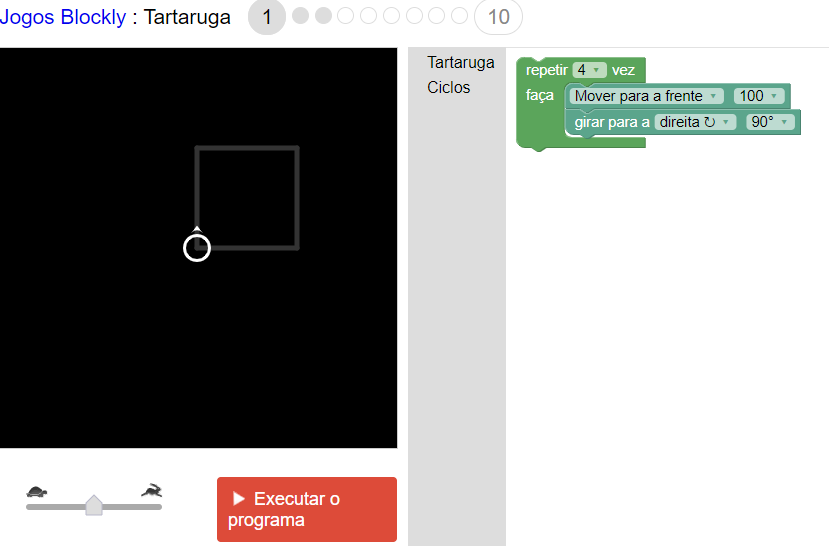 Jogos Blockly : Tartaruga 1 10
Tartaruga
Ciclos
repetir 4 vez
faça Mover para a frente 100
girar para a direita ↻ 90°
Executar o
programa